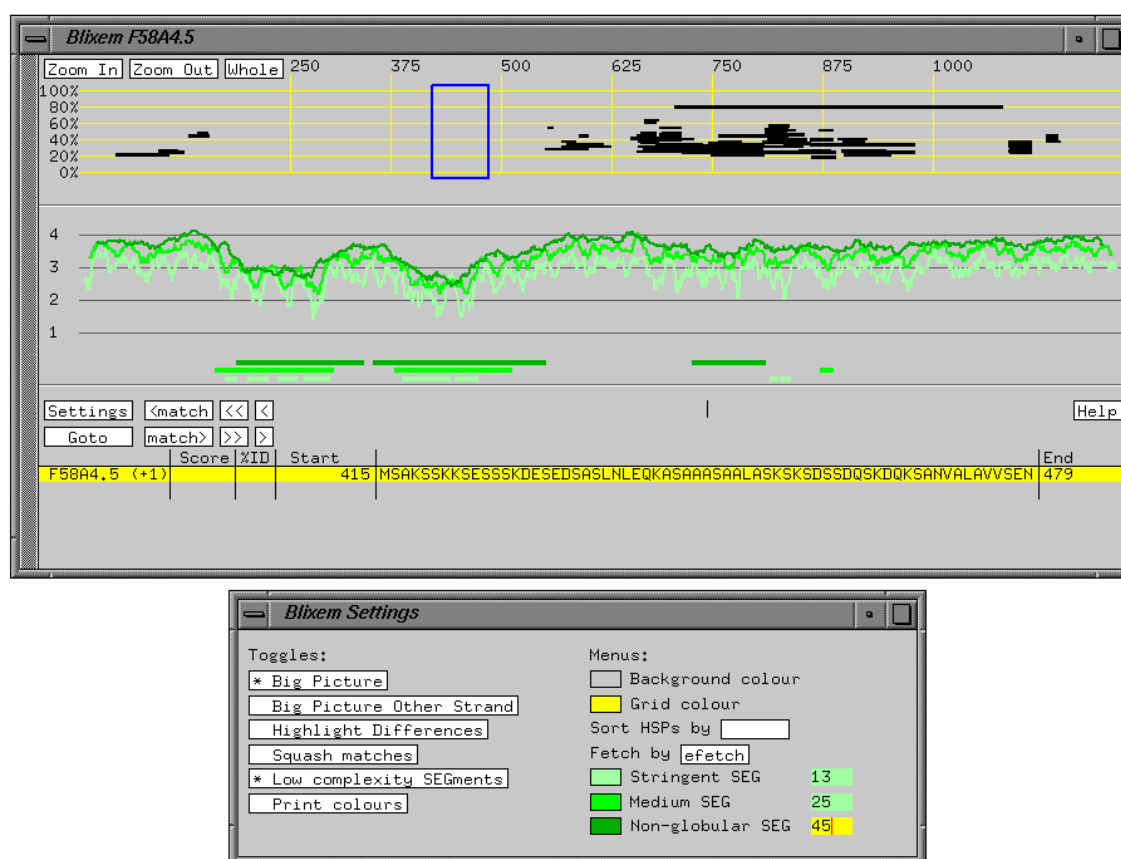 Blixem F58A4.5
Zoom In Zoom Out Whole 250 375 500 625 750 875 1000
100%
80%
60%
40%
20%
0%
4
3
2
1
Settings <match << < Help
Goto match> >> >
Score %ID Start End
F58A4.5 (+1) 415 MSAKSSKKSESSSKDESEDSASLNLEQKASAAASAALASKSKSDSSDQSKDQKSANVALAVVSEN 479
Blixem Settings
Toggles: Menus:
* Big Picture Background colour
Big Picture Other Strand Grid colour
Highlight Differences Sort HSPs by
Squash matches Fetch by efetch
* Low complexity SEGments Stringent SEG 13
Print colours Medium SEG 25
Non-globular SEG 45